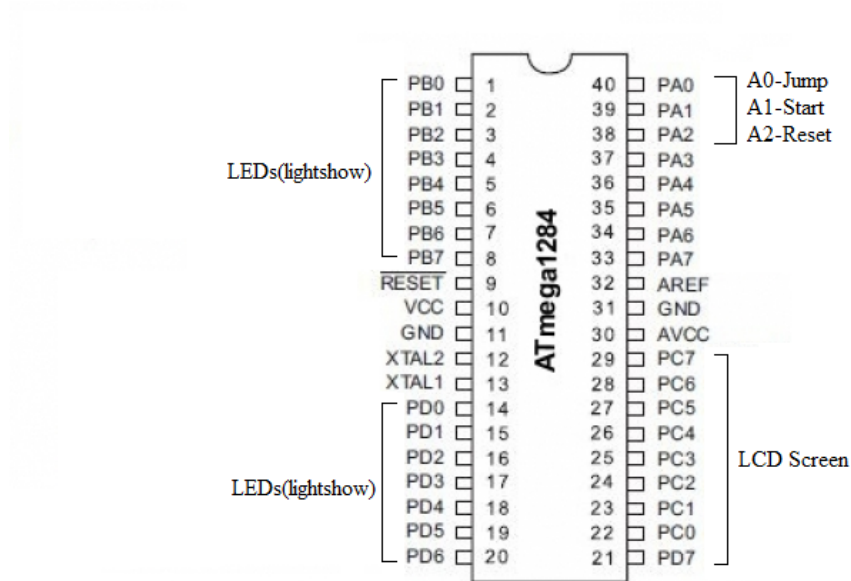 PB0 1 40 PA0 A0-Jump
PB1 2 39 PA1 A1-Start
PB2 3 38 PA2 A2-Reset
PB3 4 37 PA3
LEDs(lightshow)
PB4 5 36 PA4
PB5 6 35 PA5
PB6 7 34 PA6
PB7 8 33 PA7
RESET 9 32 AREF
VCC 10 31 GND
GND 11 30 AVCC
XTAL2 12 29 PC7
XTAL1 13 28 PC6
PD0 14 27 PC5
PD1 15 26 PC4
PD2 16 25 PC3 LCD Screen
PD3 17 24 PC2
LEDs(lightshow)
PD4 18 23 PC1
PD5 19 22 PC0
PD6 20 21 PD7
ATmega1284